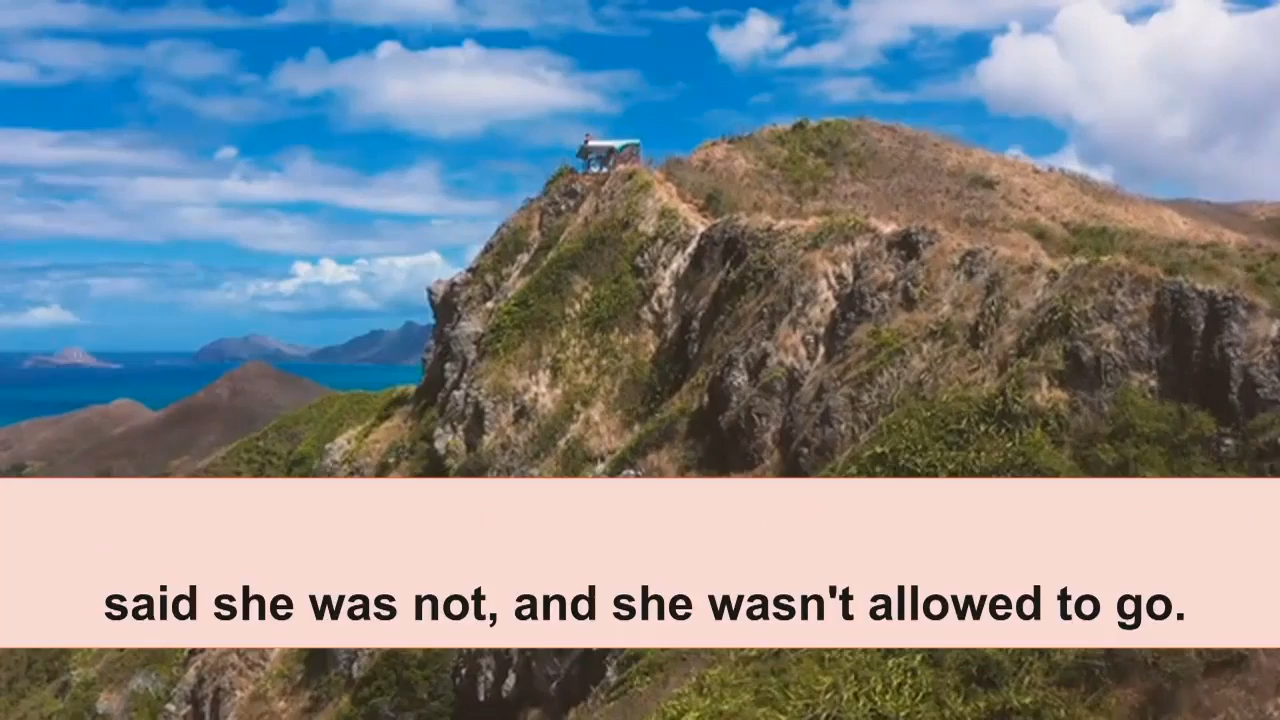 said she was not, and she wasn't allowed to go.